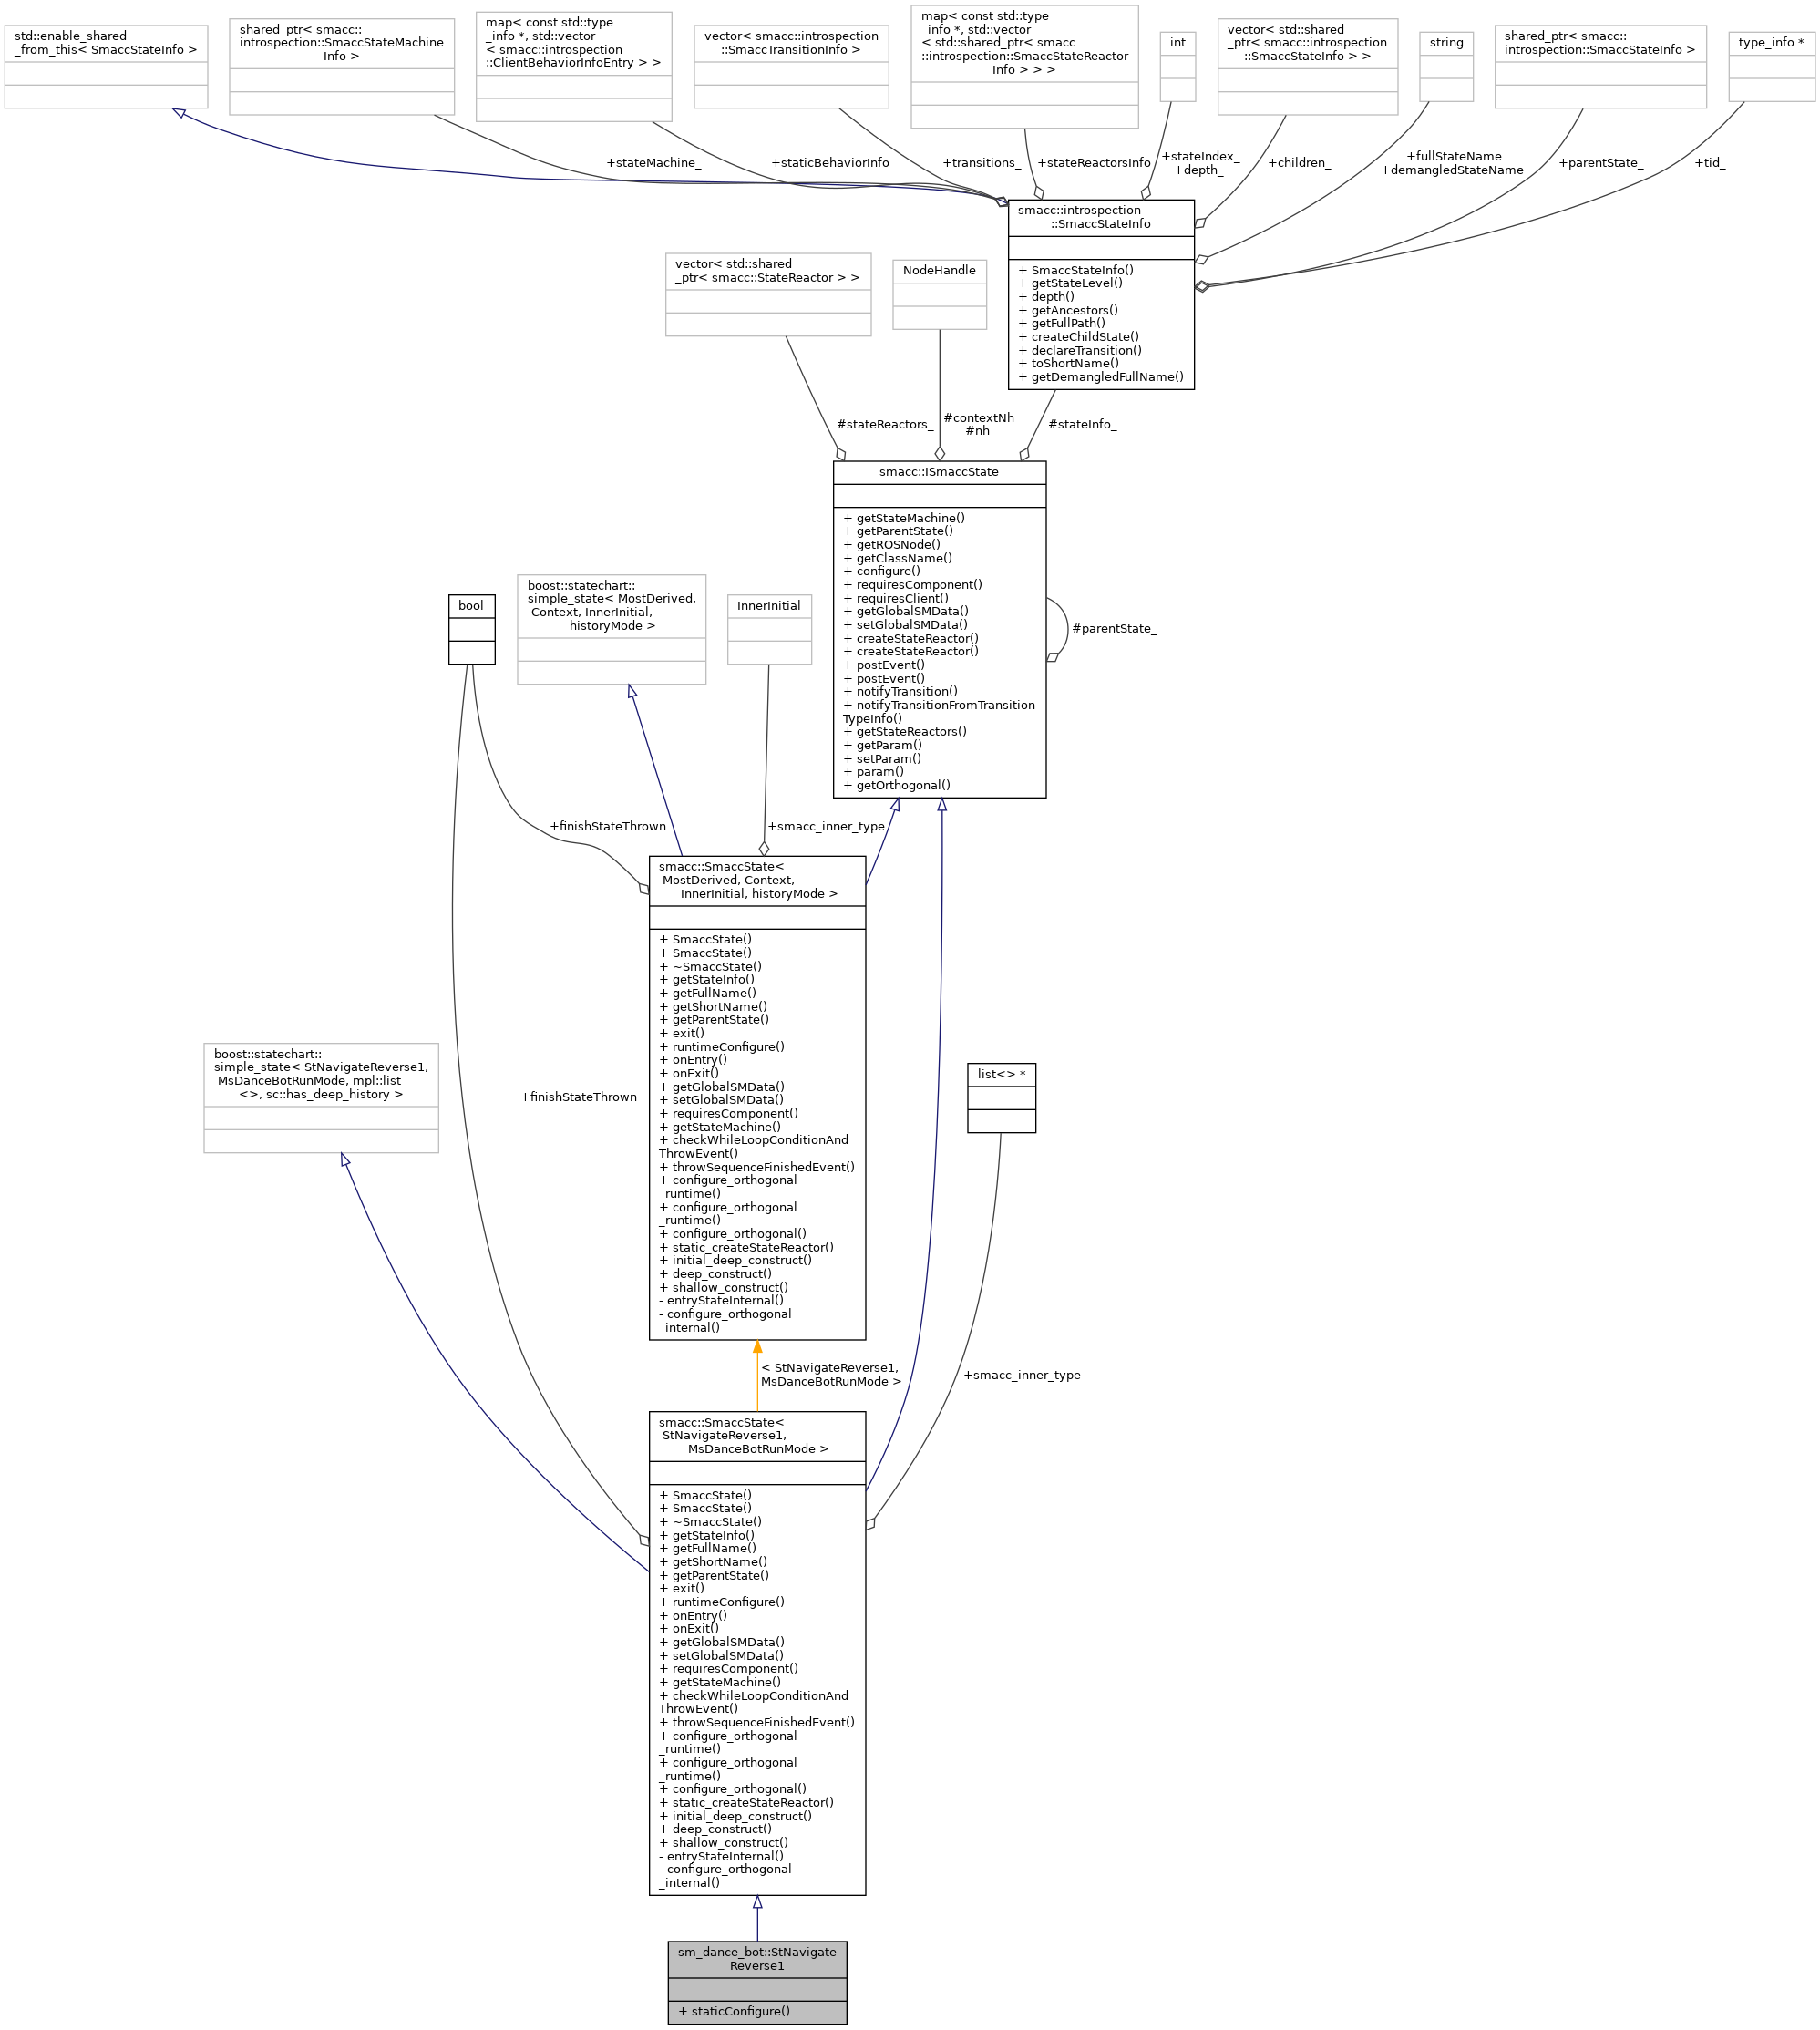 std::enable_shared
_from_this< SmaccStateInfo >
shared_ptr< smacc::
introspection::SmaccStateMachine
Info >
map< const std::type
_info *, std::vector
< smacc::introspection
::ClientBehaviorInfoEntry > >
vector< smacc::introspection
::SmaccTransitionInfo >
map< const std::type
_info *, std::vector
< std::shared_ptr< smacc
::introspection::SmaccStateReactor
Info > > >
int
vector< std::shared
_ptr< smacc::introspection
::SmaccStateInfo > >
string
shared_ptr< smacc::
introspection::SmaccStateInfo >
type_info *
+stateMachine_
+staticBehaviorInfo
+transitions_
+stateReactorsInfo
+stateIndex_
+depth_
+children_
+fullStateName
+demangledStateName
+parentState_
+tid_
smacc::introspection
::SmaccStateInfo
+ SmaccStateInfo()
+ getStateLevel()
+ depth()
+ getAncestors()
+ getFullPath()
+ createChildState()
+ declareTransition()
+ toShortName()
+ getDemangledFullName()
vector< std::shared
_ptr< smacc::StateReactor > >
NodeHandle
#stateReactors_
#contextNh
#nh
#stateInfo_
smacc::ISmaccState
+ getStateMachine()
+ getParentState()
+ getROSNode()
+ getClassName()
+ configure()
+ requiresComponent()
+ requiresClient()
+ getGlobalSMData()
+ setGlobalSMData()
+ createStateReactor()
+ createStateReactor()
+ postEvent()
+ postEvent()
+ notifyTransition()
+ notifyTransitionFromTransition
TypeInfo()
+ getStateReactors()
+ getParam()
+ setParam()
+ param()
+ getOrthogonal()
#parentState_
bool
boost::statechart::
simple_state< MostDerived,
Context, InnerInitial,
historyMode >
InnerInitial
+finishStateThrown
+smacc_inner_type
smacc::SmaccState<
MostDerived, Context,
InnerInitial, historyMode >
+ SmaccState()
+ SmaccState()
+ ~SmaccState()
+ getStateInfo()
+ getFullName()
+ getShortName()
+ getParentState()
+ exit()
+ runtimeConfigure()
+ onEntry()
+ onExit()
+ getGlobalSMData()
+ setGlobalSMData()
+ requiresComponent()
+ getStateMachine()
+ checkWhileLoopConditionAnd
ThrowEvent()
+ throwSequenceFinishedEvent()
+ configure_orthogonal
_runtime()
+ configure_orthogonal
_runtime()
+ configure_orthogonal()
+ static_createStateReactor()
+ initial_deep_construct()
+ deep_construct()
+ shallow_construct()
- entryStateInternal()
- configure_orthogonal
_internal()
boost::statechart::
simple_state< StNavigateReverse1,
MsDanceBotRunMode, mpl::list
<>, sc::has_deep_history >
+finishStateThrown
list<> *
< StNavigateReverse1,
MsDanceBotRunMode >
+smacc_inner_type
smacc::SmaccState<
StNavigateReverse1,
MsDanceBotRunMode >
+ SmaccState()
+ SmaccState()
+ ~SmaccState()
+ getStateInfo()
+ getFullName()
+ getShortName()
+ getParentState()
+ exit()
+ runtimeConfigure()
+ onEntry()
+ onExit()
+ getGlobalSMData()
+ setGlobalSMData()
+ requiresComponent()
+ getStateMachine()
+ checkWhileLoopConditionAnd
ThrowEvent()
+ throwSequenceFinishedEvent()
+ configure_orthogonal
_runtime()
+ configure_orthogonal
_runtime()
+ configure_orthogonal()
+ static_createStateReactor()
+ initial_deep_construct()
+ deep_construct()
+ shallow_construct()
- entryStateInternal()
- configure_orthogonal
_internal()
sm_dance_bot::StNavigate
Reverse1
+ staticConfigure()